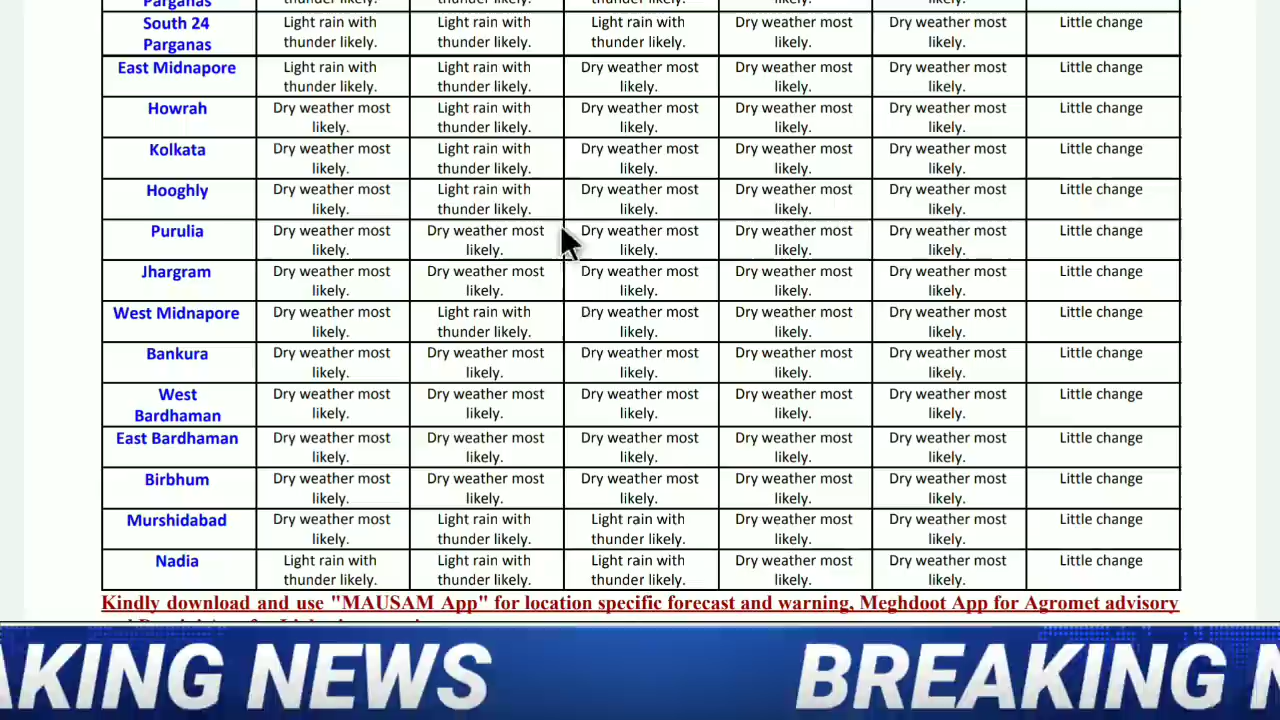 Parganas
thunder likely. thunder likely. thunder likely. likely. likely.
South 24 Light rain with Light rain with Light rain with Dry weather most Dry weather most Little change
Parganas thunder likely. thunder likely. thunder likely. likely. likely.
East Midnapore Light rain with Light rain with Dry weather most Dry weather most Dry weather most Little change
thunder likely. thunder likely. likely. likely. likely.
Howrah Dry weather most Light rain with Dry weather most Dry weather most Dry weather most Little change
likely. thunder likely. likely. likely. likely.
Kolkata Dry weather most Light rain with Dry weather most Dry weather most Dry weather most Little change
likely. thunder likely. likely. likely. likely.
Hooghly Dry weather most Light rain with Dry weather most Dry weather most Dry weather most Little change
likely. thunder likely. likely. likely. likely.
Purulia Dry weather most Dry weather most Dry weather most Dry weather most Dry weather most Little change
likely. likely. likely. likely. likely.
Jhargram Dry weather most Dry weather most Dry weather most Dry weather most Dry weather most Little change
likely. likely. likely. likely. likely.
West Midnapore Dry weather most Light rain with Dry weather most Dry weather most Dry weather most Little change
likely. thunder likely. likely. likely. likely.
Bankura Dry weather most Dry weather most Dry weather most Dry weather most Dry weather most Little change
likely. likely. likely. likely. likely.
West Dry weather most Dry weather most Dry weather most Dry weather most Dry weather most Little change
Bardhaman likely. likely. likely. likely. likely.
East Bardhaman Dry weather most Dry weather most Dry weather most Dry weather most Dry weather most Little change
likely. likely. likely. likely. likely.
Birbhum Dry weather most Dry weather most Dry weather most Dry weather most Dry weather most Little change
likely. likely. likely. likely. likely.
Murshidabad Dry weather most Light rain with Light rain with Dry weather most Dry weather most Little change
likely. thunder likely. thunder likely. likely. likely.
Nadia Light rain with Light rain with Light rain with Dry weather most Dry weather most Little change
thunder likely. thunder likely. thunder likely. likely. likely.
Kindly download and use "MAUSAM App" for location specific forecast and warning, Meghdoot App for Agromet advisory
AKING NEWS BREAKING N